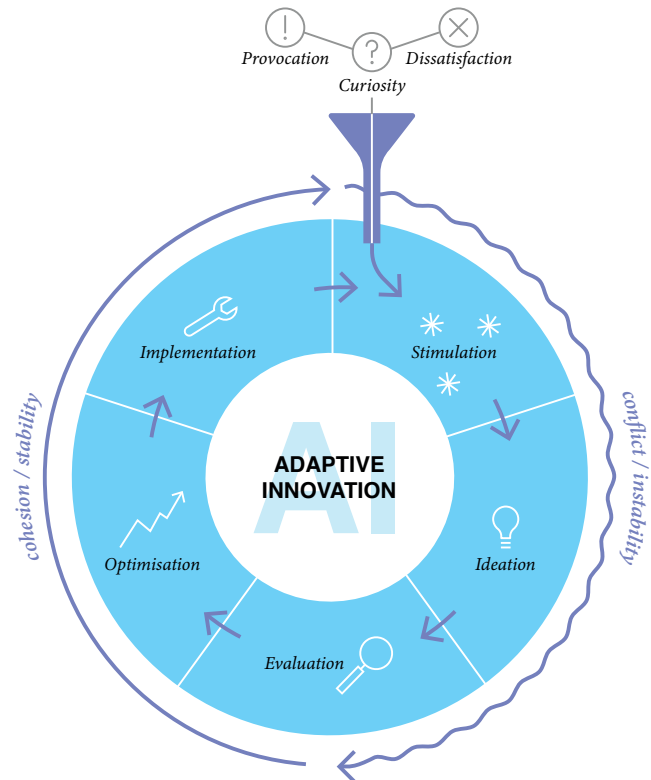 Provocation
Dissatisfaction
Curiosity
Implementation
Stimulation
cohesion / stability
conflict / instability
AI
ADAPTIVE
INNOVATION
Optimisation
Ideation
Evaluation